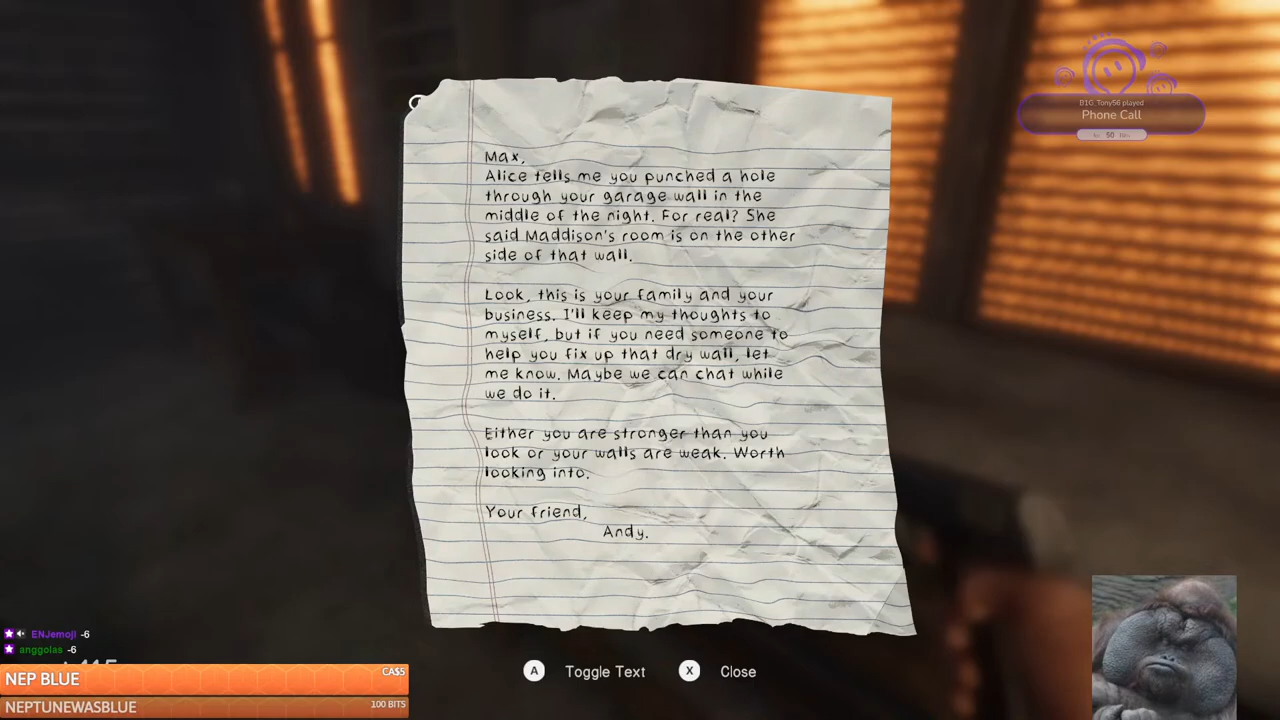 B1G_Tony56 played
Phone Call
50
Max,
Alice tells me you punched a hole
through your garage wall in the
middle of the night. For real? She
said Maddison's room is on the other
side of that wall.
Look, this is your family and your
business. I'll keep my thoughts to
myself, but if you need someone to
help you fix up that dry wall, let
me know. Maybe we can chat while
we do it.
Either you are stronger than you
look or your walls are weak. Worth
looking into.
Your friend,
Andy.
A Toggle Text X Close
ENJemoji -6
anggolas -6
NEP BLUE CA$5
NEPTUNEWASBLUE 100 BITS